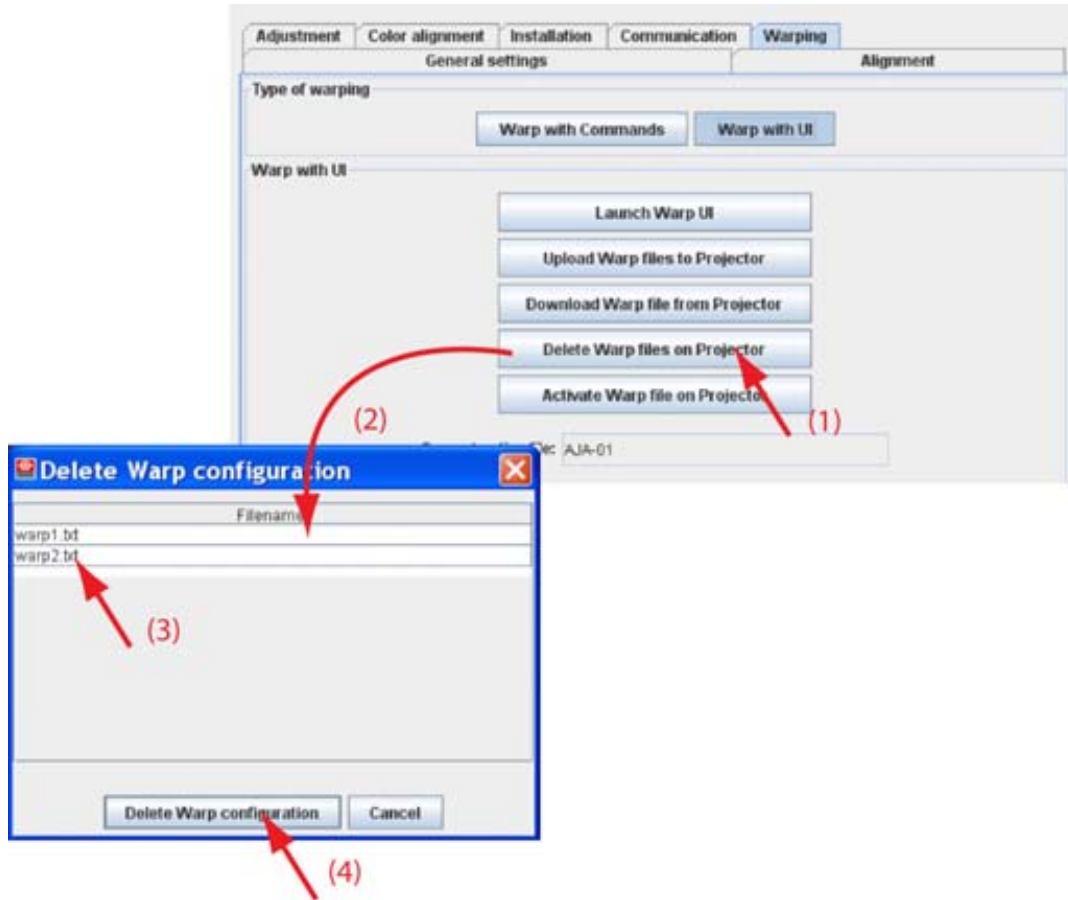 Adjustment Color alignment Installation Communication Warping
General settings Alignment
Type of warping
Warp with Commands Warp with UI
Warp with UI
Launch Warp UI
Upload Warp files to Projector
Download Warp file from Projector
Delete Warp files on Projector
Activate Warp file on Projector
(1)
(2)
AJA-01
Delete Warp configuration
Filename
warp1.txt
warp2.txt
(3)
Delete Warp configuration Cancel
(4)